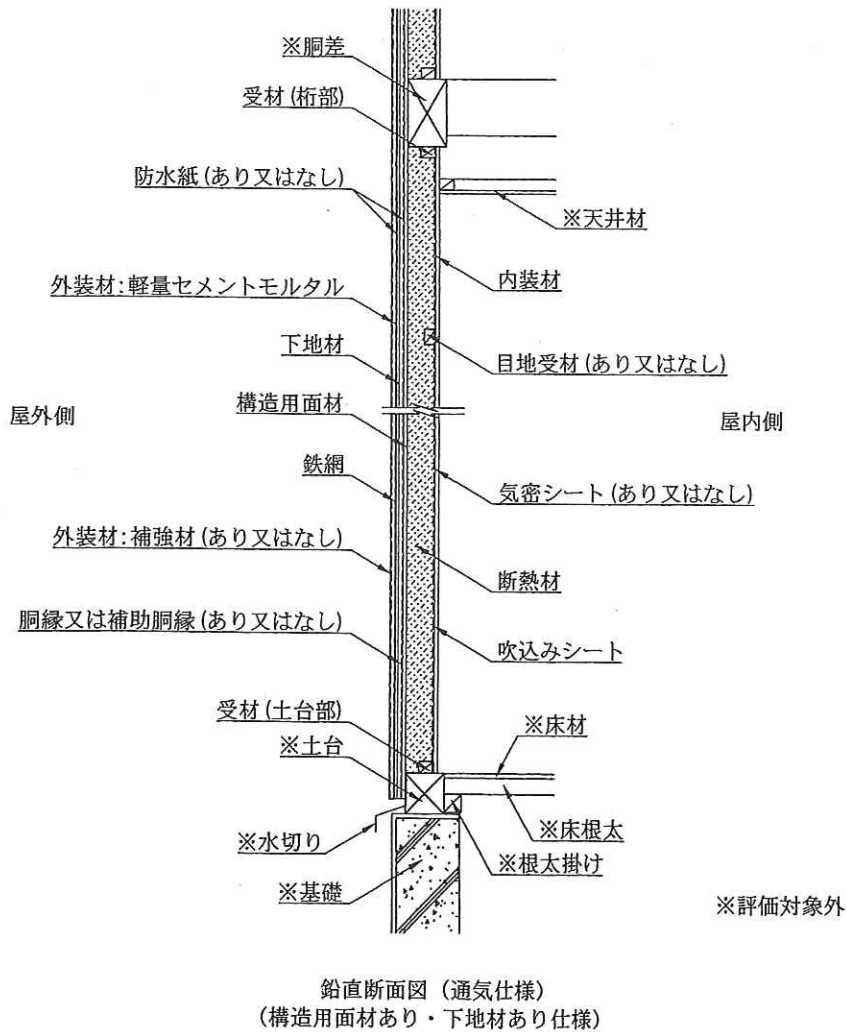 ※胴差
受材(桁部)
防水紙(あり又はなし)
※天井材
外装材:軽量セメントモルタル
内装材
下地材
目地受材(あり又はなし)
構造用面材
屋外側
屋内側
鉄網
気密シート(あり又はなし)
外装材:補強材(あり又はなし)
断熱材
胴縁又は補助胴縁(あり又はなし)
吹込みシート
受材(土台部)
※床材
※土台
※床根太
※水切り
※根太掛け
※基礎
※評価対象外
鉛直断面図(通気仕様)
(構造用面材あり・下地材あり仕様)